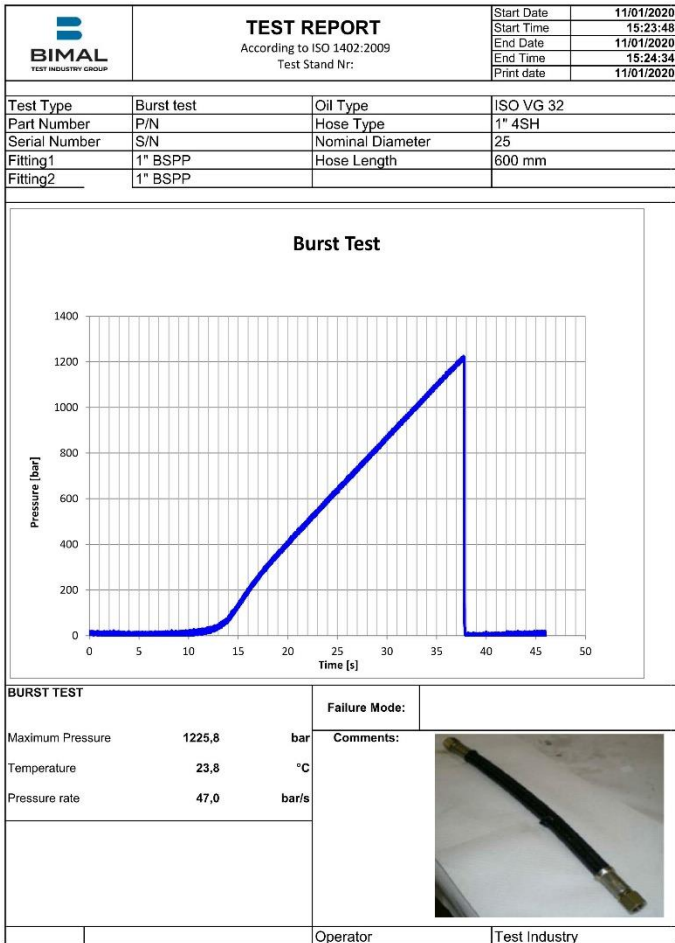 BIMAL
TEST INDUSTRY GROUP
TEST REPORT
According to ISO 1402:2009
Test Stand Nr:
Start Date 11/01/2020
Start Time 15:23:48
End Date 11/01/2020
End Time 15:24:34
Print date 11/01/2020
Test Type Burst test Oil Type ISO VG 32
Part Number P/N Hose Type 1" 4SH
Serial Number S/N Nominal Diameter 25
Fitting1 1" BSPP Hose Length 600 mm
Fitting2 1" BSPP
Burst Test
1400
1200
1000
800
600
400
200
0
Pressure [bar]
0 5 10 15 20 25 30 35 40 45 50
Time [s]
BURST TEST
Failure Mode:
Maximum Pressure 1225,8 bar
Comments:
Temperature 23,8 °C
Pressure rate 47,0 bar/s
Operator Test Industry